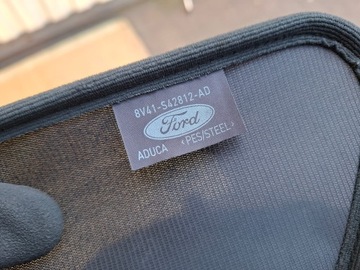 8V41-S42812-AD
Ford
ADUCA >PES/STEEL<